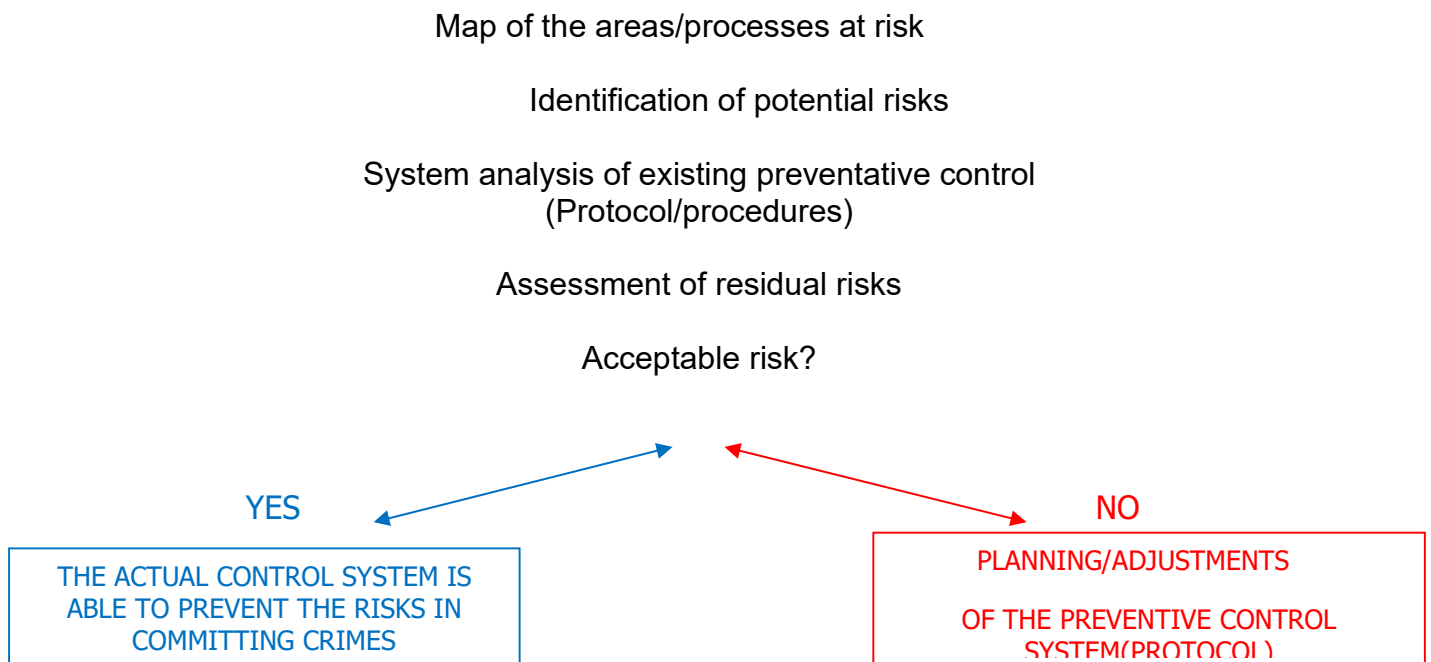 Map of the areas/processes at risk
Identification of potential risks
System analysis of existing preventative control
(Protocol/procedures)
Assessment of residual risks
Acceptable risk?
YES
NO
THE ACTUAL CONTROL SYSTEM IS
ABLE TO PREVENT THE RISKS IN
COMMITTING CRIMES
PLANNING/ADJUSTMENTS
OF THE PREVENTIVE CONTROL
SYSTEM(PROTOCOL)